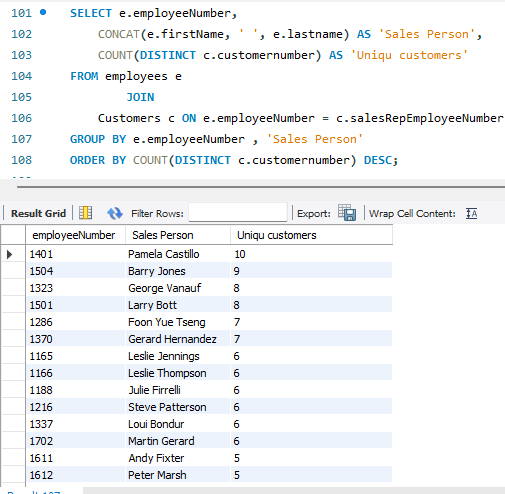 101 SELECT e.employeeNumber,
102 CONCAT(e.firstName, ' ', e.lastname) AS 'Sales Person',
103 COUNT(DISTINCT c.customernumber) AS 'Uniqu customers'
104 FROM employees e
105 JOIN
106 Customers c ON e.employeeNumber = c.salesRepEmployeeNumber
107 GROUP BY e.employeeNumber , 'Sales Person'
108 ORDER BY COUNT(DISTINCT c.customernumber) DESC;
Result Grid Filter Rows: Export: Wrap Cell Content:
employeeNumber Sales Person Uniqu customers
1401 Pamela Castillo 10
1504 Barry Jones 9
1323 George Vanauf 8
1501 Larry Bott 8
1286 Foon Yue Tseng 7
1370 Gerard Hernandez 7
1165 Leslie Jennings 6
1166 Leslie Thompson 6
1188 Julie Firrelli 6
1216 Steve Patterson 6
1337 Loui Bondur 6
1702 Martin Gerard 6
1611 Andy Fixter 5
1612 Peter Marsh 5